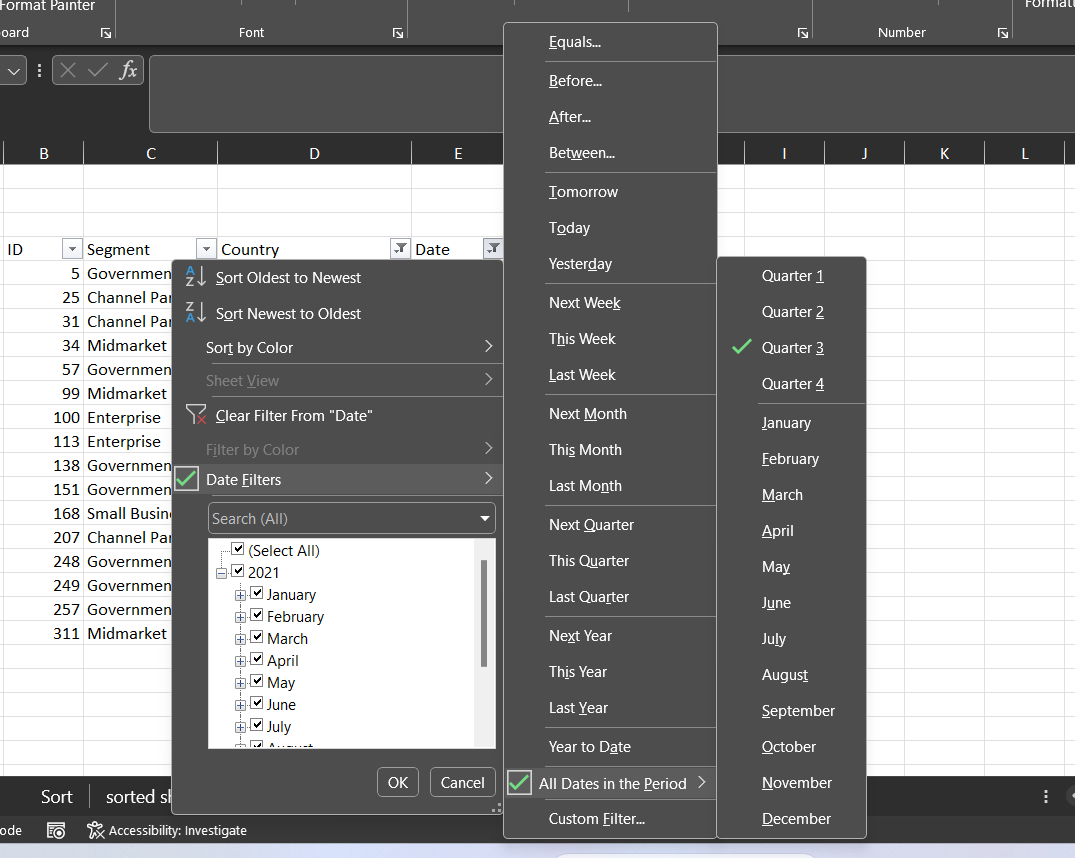 Format Painter
oard
Font
Number
Formatt
fx
B C D E I J K L
ID Segment Country Date
5 Governmen
25 Channel Par
31 Channel Par
34 Midmarket
57 Governmen
99 Midmarket
100 Enterprise
113 Enterprise
138 Governmen
151 Governmen
168 Small Busin
207 Channel Par
248 Governmen
249 Governmen
257 Governmen
311 Midmarket
Sort Oldest to Newest
Sort Newest to Oldest
Sort by Color
Sheet View
Clear Filter From "Date"
Filter by Color
Date Filters
Search (All)
(Select All)
2021
January
February
March
April
May
June
July
August
OK Cancel
Equals...
Before...
After...
Between...
Tomorrow
Today
Yesterday
Next Week
This Week
Last Week
Next Month
This Month
Last Month
Next Quarter
This Quarter
Last Quarter
Next Year
This Year
Last Year
Year to Date
All Dates in the Period
Custom Filter...
Quarter 1
Quarter 2
Quarter 3
Quarter 4
January
February
March
April
May
June
July
August
September
October
November
December
Sort sorted sh
ode Accessibility: Investigate